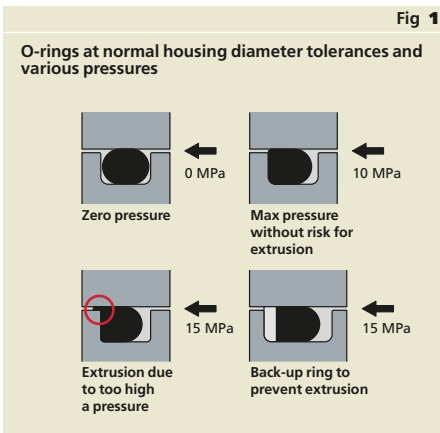 Fig 1
O-rings at normal housing diameter tolerances and
various pressures
0 MPa
10 MPa
Zero pressure
Max pressure
without risk for
extrusion
15 MPa
15 MPa
Extrusion due
to too high
a pressure
Back-up ring to
prevent extrusion